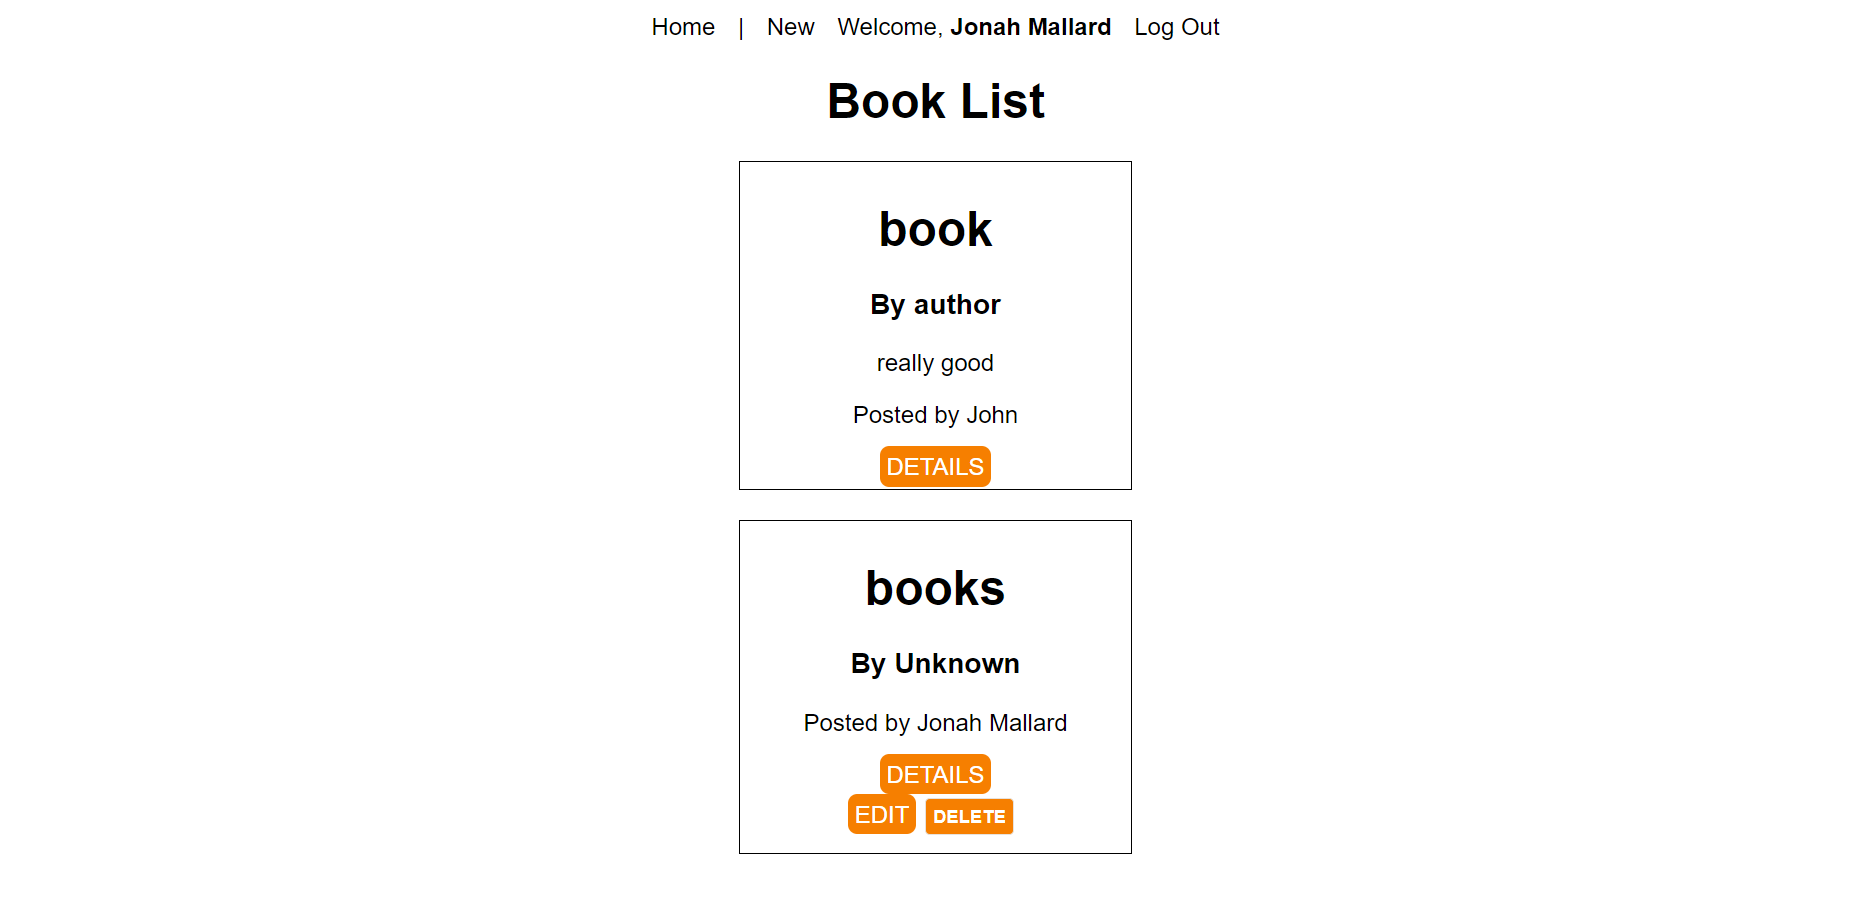 Home | New Welcome, Jonah Mallard Log Out
Book List
book
By author
really good
Posted by John
DETAILS
books
By Unknown
Posted by Jonah Mallard
DETAILS
EDIT DELETE